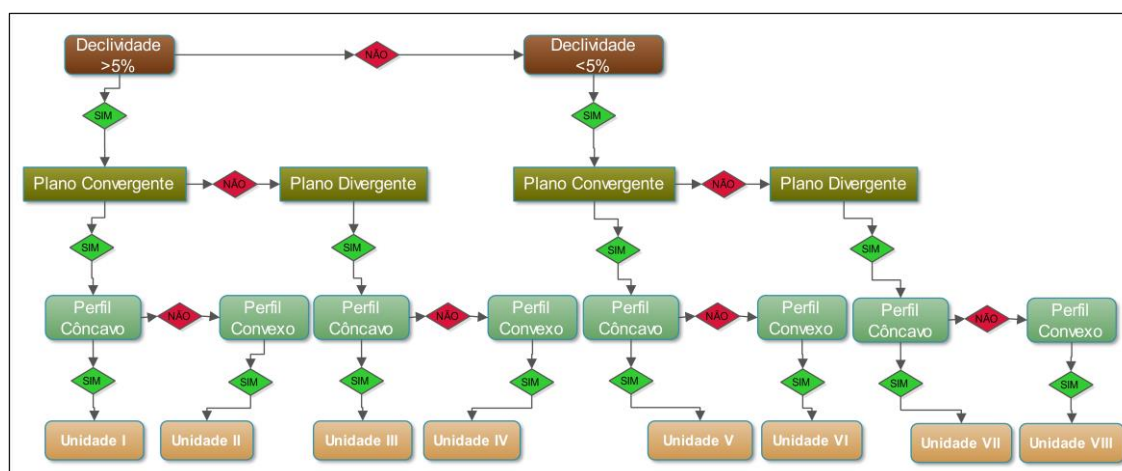 Declividade
>5%
NÃO
Declividade
<5%
SIM
SIM
Plano Convergente
NÃO
Plano Divergente
Plano Convergente
NÃO
Plano Divergente
SIM
SIM
SIM
SIM
Perfil
Côncavo
NÃO
Perfil
Convexo
Perfil
Côncavo
NÃO
Perfil
Convexo
Perfil
Côncavo
NÃO
Perfil
Convexo
Perfil
Côncavo
NÃO
Perfil
Convexo
SIM
SIM
SIM
SIM
SIM
SIM
SIM
SIM
Unidade I
Unidade II
Unidade III
Unidade IV
Unidade V
Unidade VI
Unidade VII
Unidade VIII